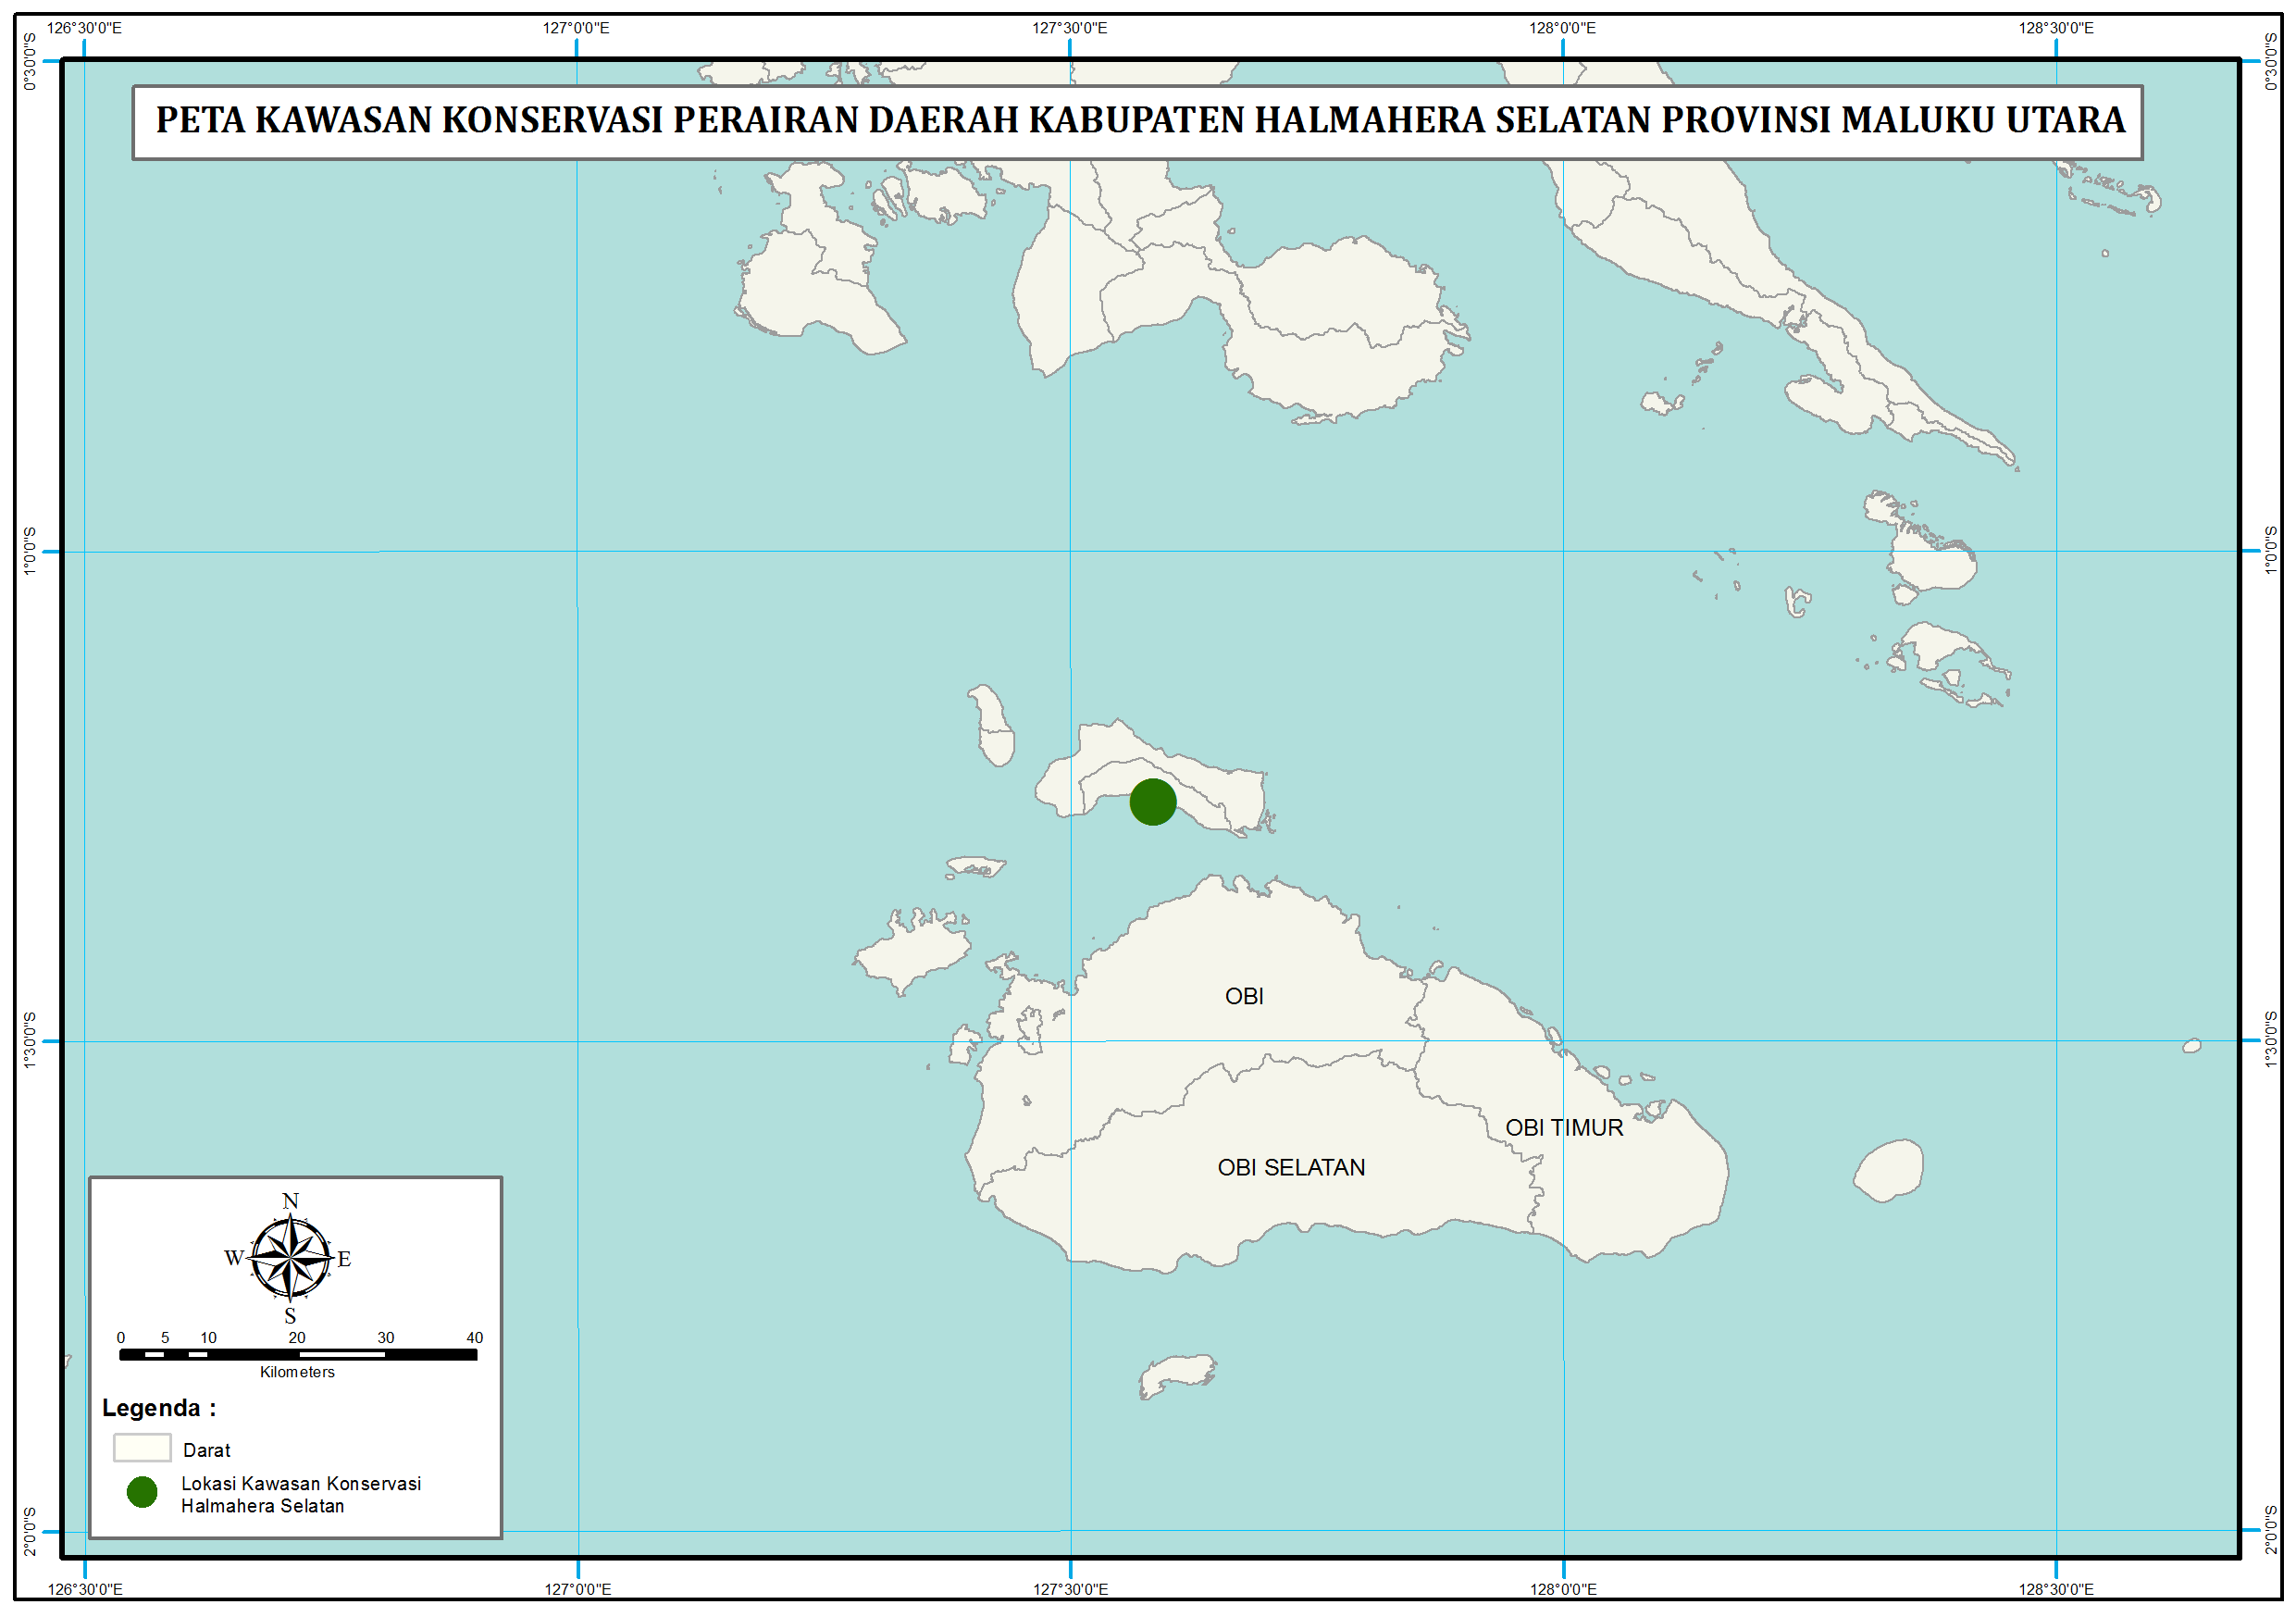 126°30'0"E 127°0'0"E 127°30'0"E 128°0'0"E 128°30'0"E
0°30'0"S 0°30'0"S
PETA KAWASAN KONSERVASI PERAIRAN DAERAH KABUPATEN HALMAHERA SELATAN PROVINSI MALUKU UTARA
1°0'0"S 1°0'0"S
OBI
1°30'0"S 1°30'0"S
OBI TIMUR
OBI SELATAN
N
W E
S
0 5 10 20 30 40
Kilometers
Legenda :
Darat
Lokasi Kawasan Konservasi
Halmahera Selatan
2°0'0"S 2°0'0"S
126°30'0"E 127°0'0"E 127°30'0"E 128°0'0"E 128°30'0"E